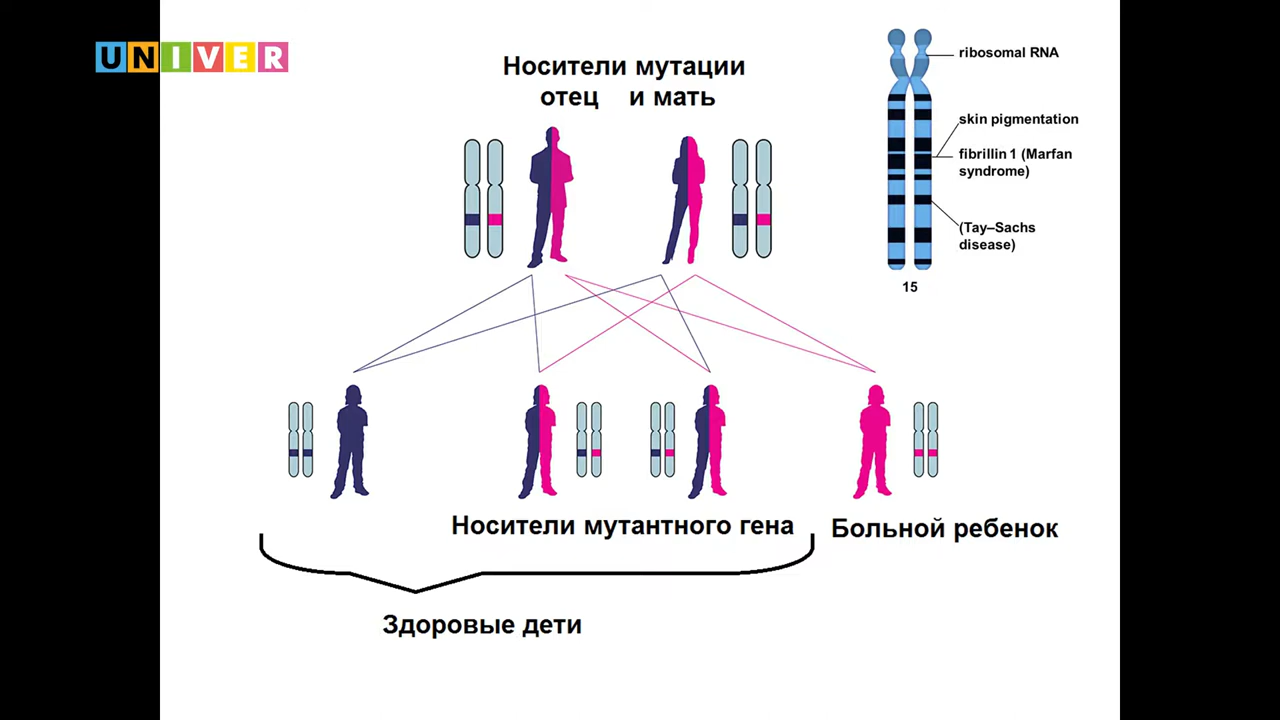 UNIVER
Носители мутации
отец и мать
ribosomal RNA
skin pigmentation
fibrillin 1 (Marfan
syndrome)
(Tay–Sachs
disease)
15
Носители мутантного гена
Больной ребенок
Здоровые дети